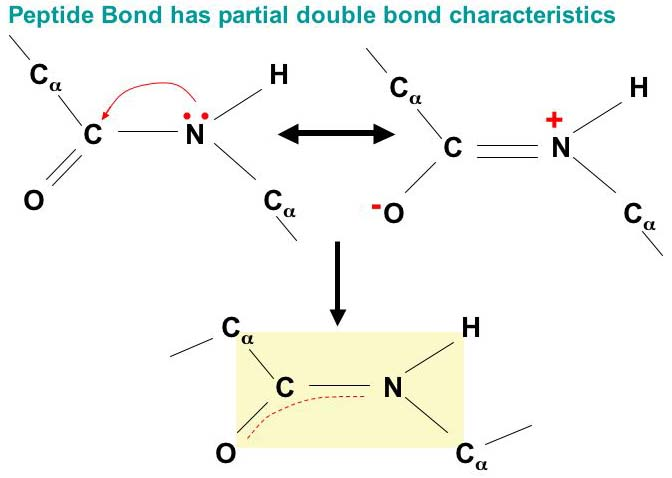 Peptide Bond has partial double bond characteristics
Cα H
C N
O
Cα
Cα H
+
C N
-O
Cα
Cα H
C N
O Cα